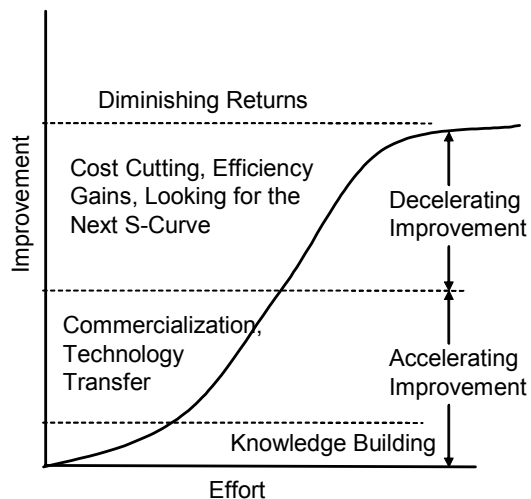 Diminishing Returns
Cost Cutting, Efficiency
Gains, Looking for the
Next S-Curve
Decelerating
Improvement
Improvement
Commercialization,
Technology
Transfer
Accelerating
Improvement
Knowledge Building
Effort